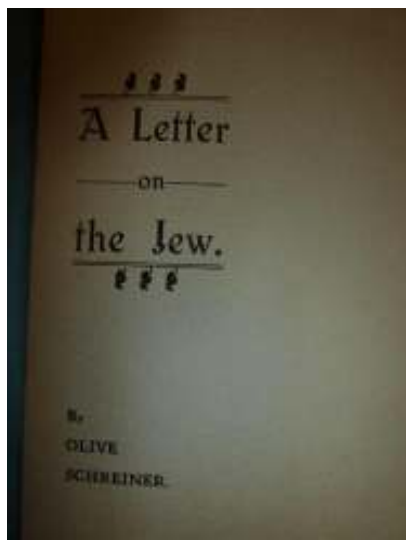 A Letter
on
the Jew.
By
OLIVE
SCHREINER.